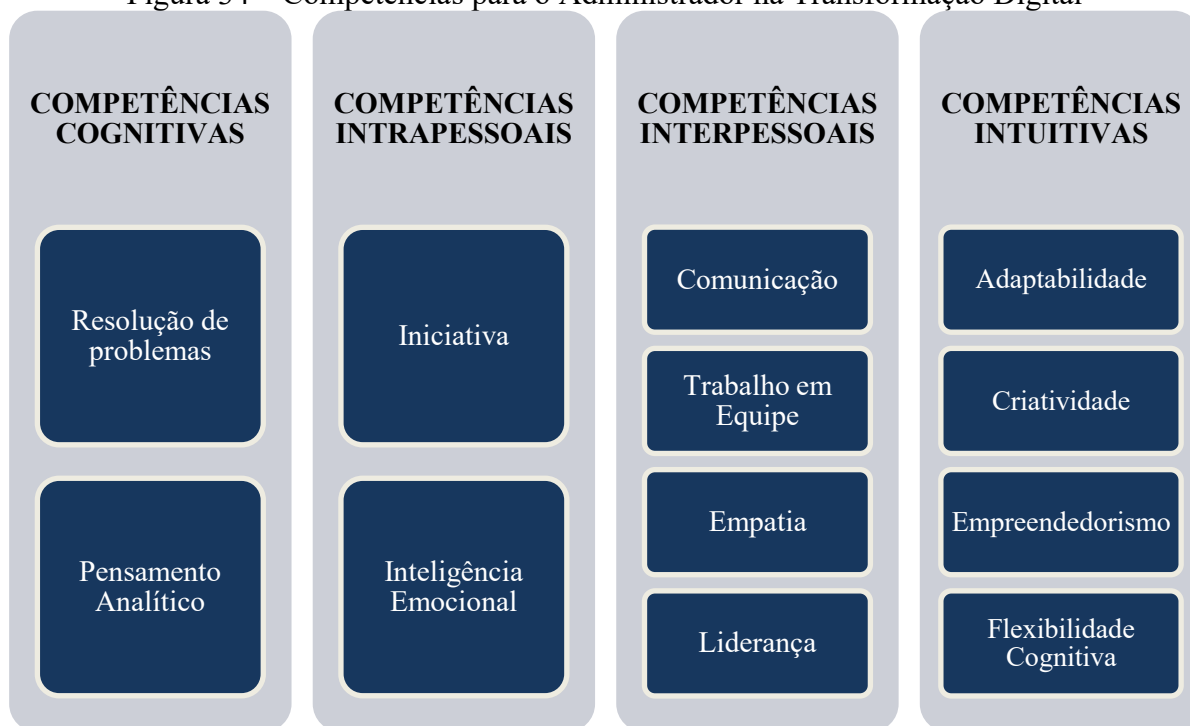 Figura 34 – Competências para o Administrador na Transformação Digital
COMPETÊNCIAS
COGNITIVAS
Resolução de
problemas
Pensamento
Analítico
COMPETÊNCIAS
INTRAPESSOAIS
Iniciativa
Inteligência
Emocional
COMPETÊNCIAS
INTERPESSOAIS
Comunicação
Trabalho em
Equipe
Empatia
Liderança
COMPETÊNCIAS
INTUITIVAS
Adaptabilidade
Criatividade
Empreendedorismo
Flexibilidade
Cognitiva